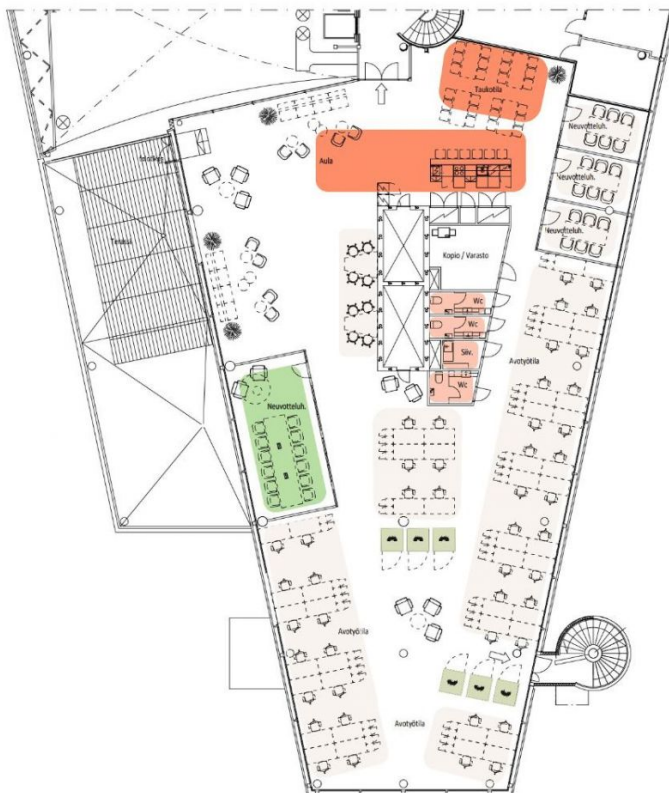 Taukotila
Neuvotteluh.
Aula
Neuvotteluh.
Neuvotteluh.
Terassi
Kopio / Varasto
Wc
Wc
Siiv.
Avotyötila
Wc
Neuvotteluh.
Avotyötila
Avotyötila